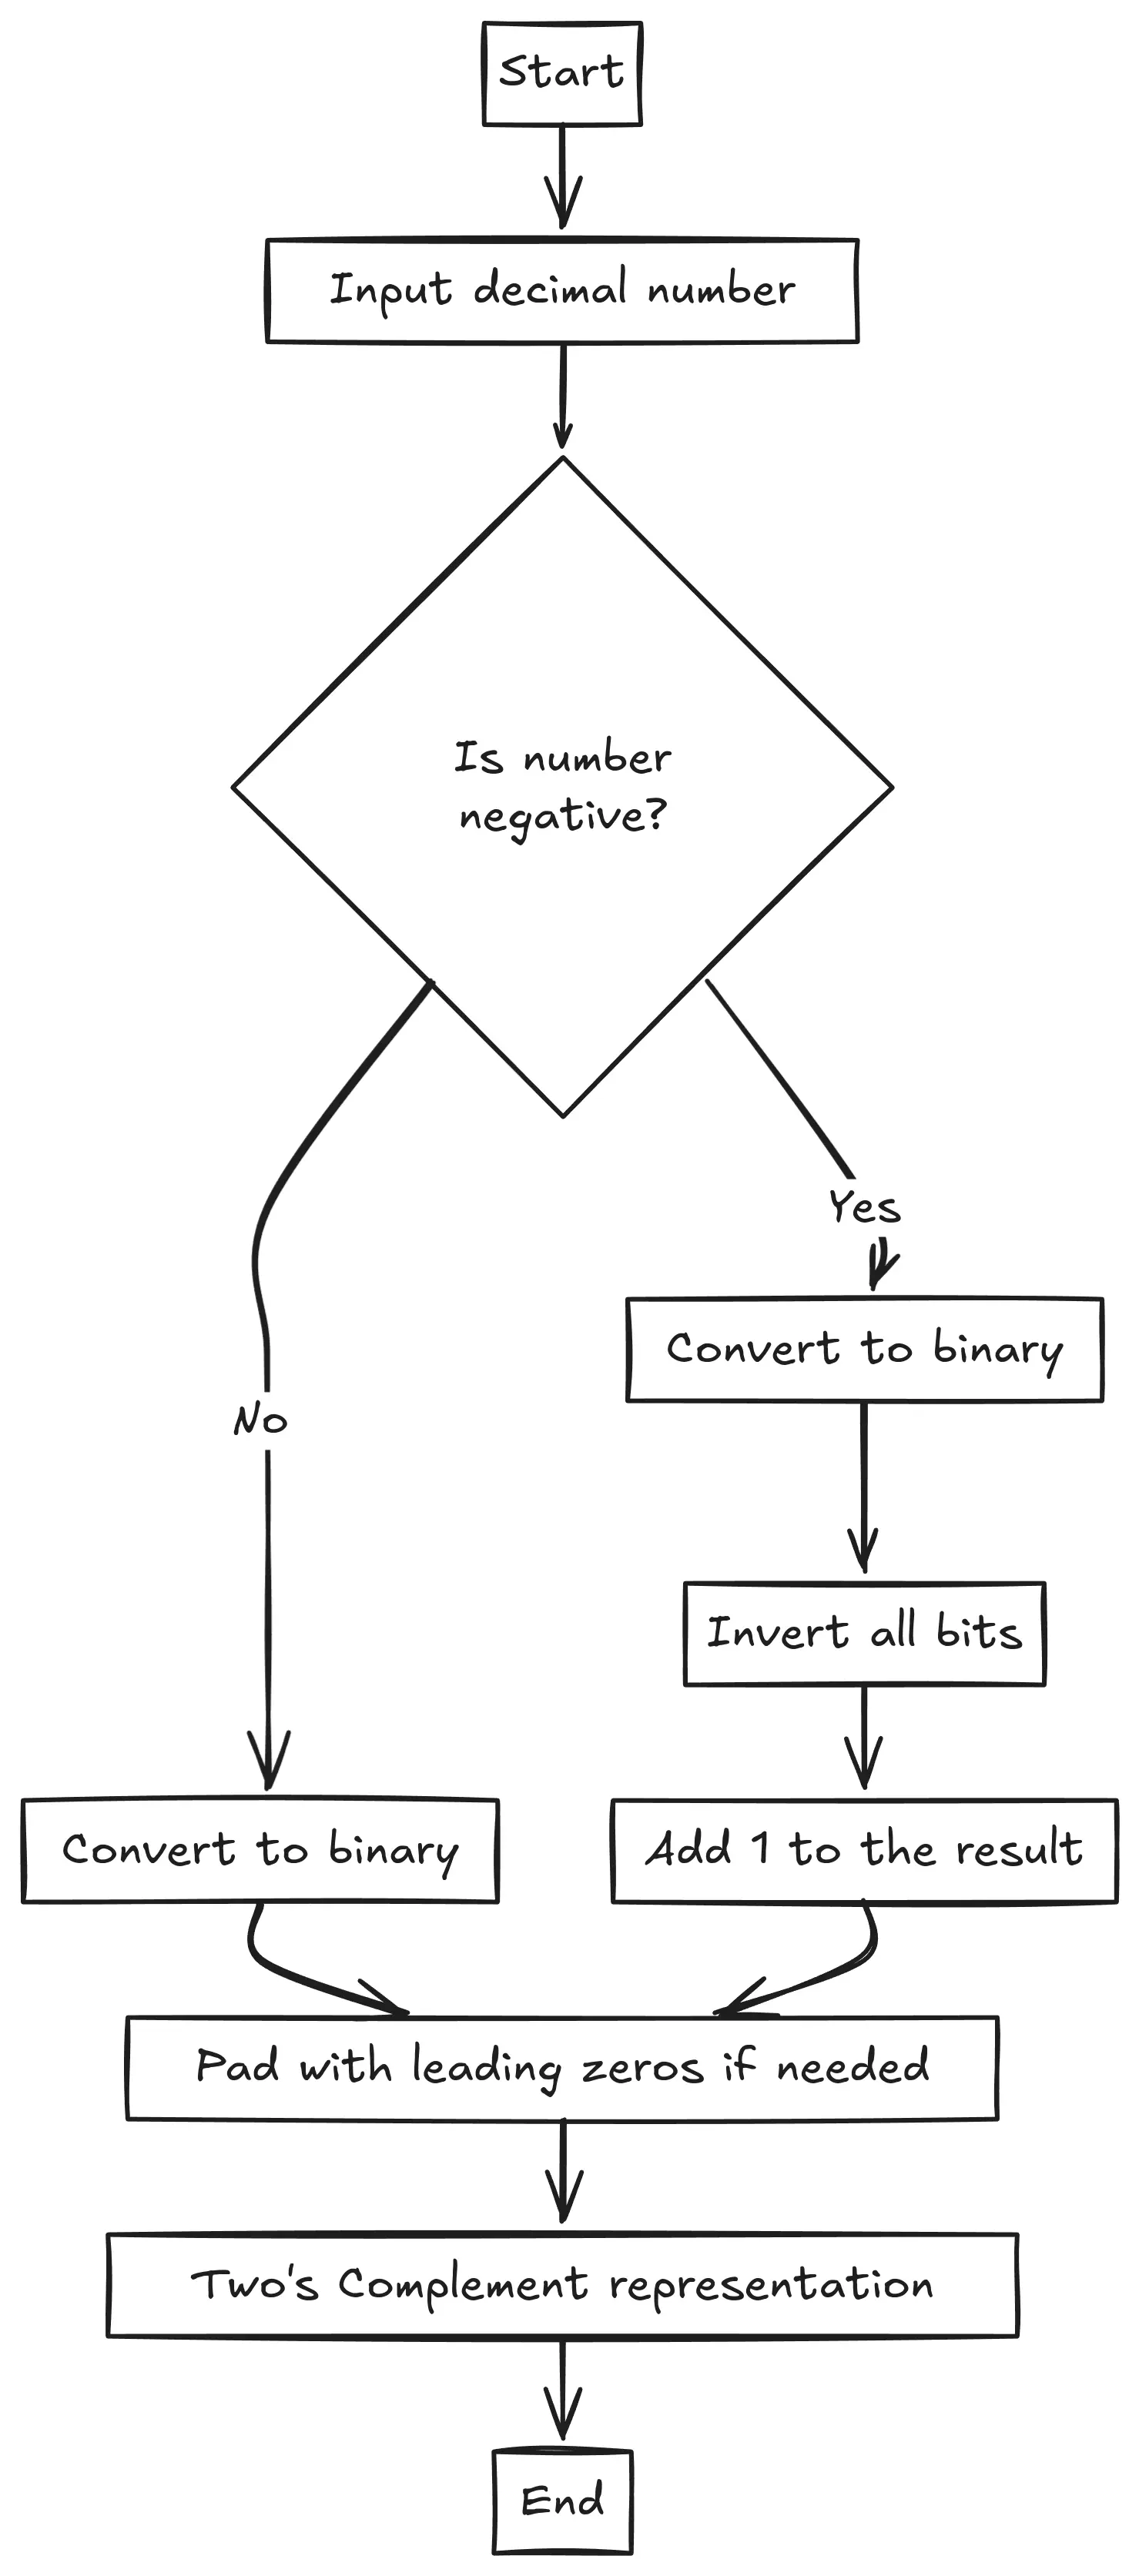 Start
Input decimal number
Is number
negative?
Yes
Convert to binary
No
Invert all bits
Convert to binary
Add 1 to the result
Pad with leading zeros if needed
Two's Complement representation
End